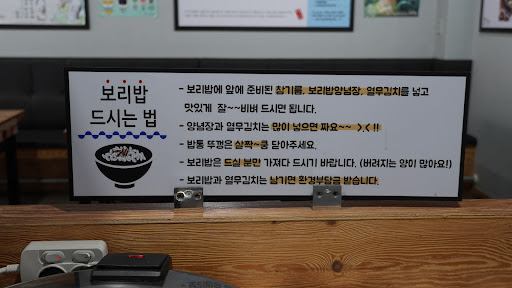 보리밥
드시는 법
- 보리밥에 앞에 준비된 참기름, 보리밥양념장, 열무김치를 넣고
맛있게 잘~~비벼 드시면 됩니다.
- 양념장과 열무김치는 많이 넣으면 짜요~~ >.< !!
- 밥통 뚜껑은 살짝~쿵 닫아주세요.
- 보리밥은 드실 분만 가져다 드시기 바랍니다. (버려지는 양이 많아요!)
- 보리밥과 열무김치는 남기면 환경부담금 받습니다.